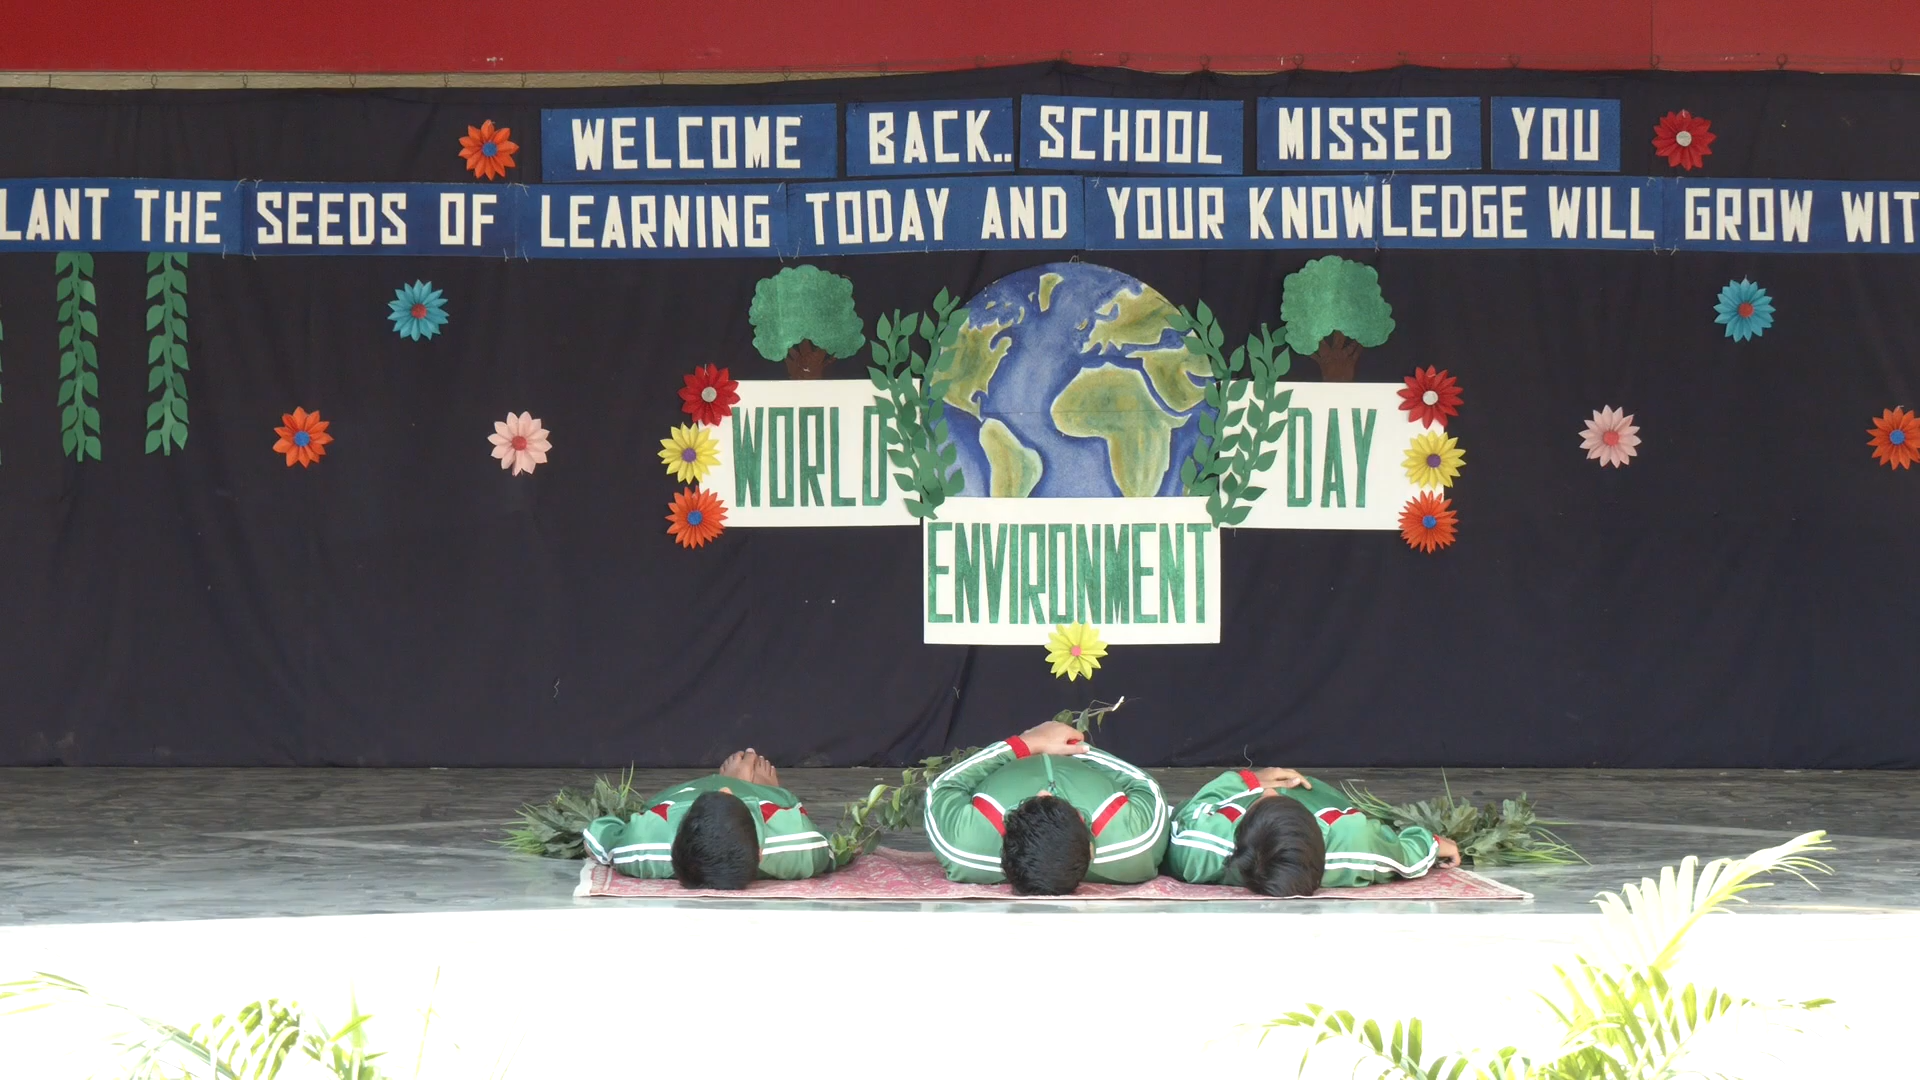 WELCOME BACK.. SCHOOL MISSED YOU
LANT THE SEEDS OF LEARNING TODAY AND YOUR KNOWLEDGE WILL GROW WIT
WORLD DAY
ENVIRONMENT